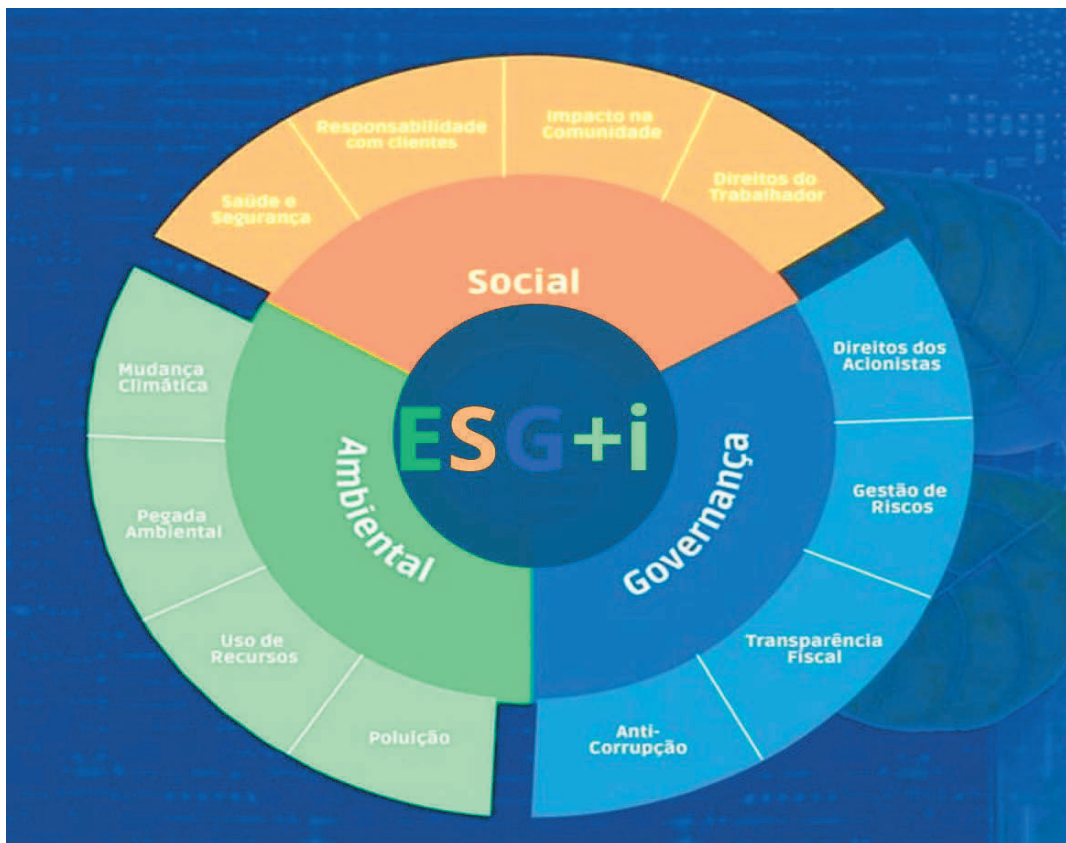 Responsabilidade
com clientes
Impacto na
Comunidade
Saúde e
Segurança
Direitos do
Trabalhador
Social
Mudança
Climática
Pegada
Ambiental
Uso de
Recursos
Poluição
Ambiental
ESG+i
Governança
Direitos dos
Acionistas
Gestão de
Riscos
Transparência
Fiscal
Anti-
Corrupção